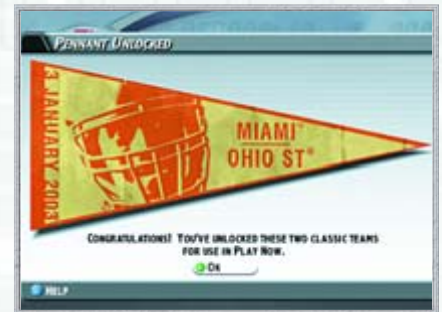 PENNANT UNLOCKED
3 JANUARY 2003
MIAMI®
OHIO ST®
CONGRATULATIONS! YOU'VE UNLOCKED THESE TWO CLASSIC TEAMS
FOR USE IN PLAY NOW.
OK
HELP